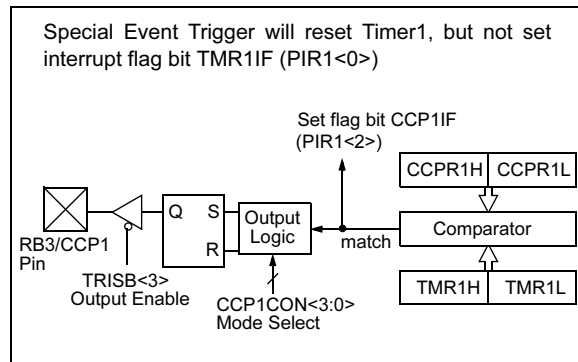 Special Event Trigger will reset Timer1, but not set
interrupt flag bit TMR1IF (PIR1<0>)
Set flag bit CCP1IF
(PIR1<2>)
CCPR1H CCPR1L
Q S Output
Logic
R
match
Comparator
RB3/CCP1
Pin
TRISB<3>
Output Enable
CCP1CON<3:0>
Mode Select
TMR1H TMR1L